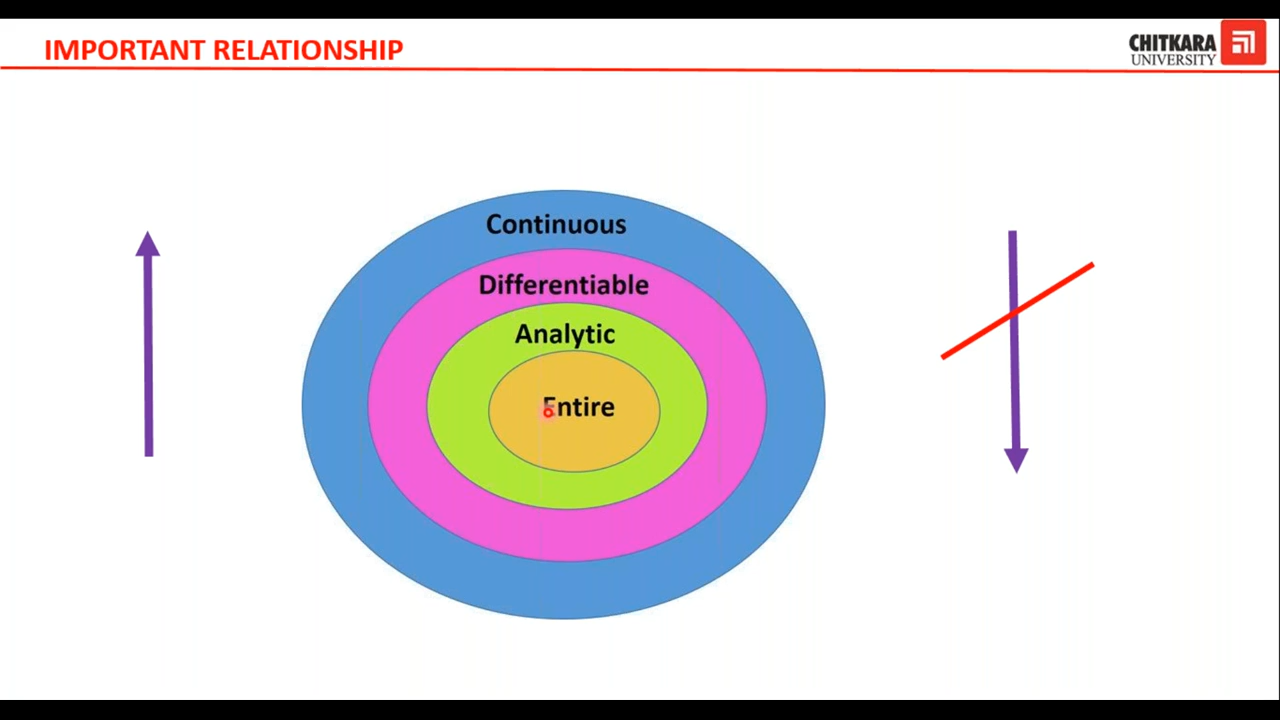 IMPORTANT RELATIONSHIP
CHITKARA
UNIVERSITY
Continuous
Differentiable
Analytic
Entire